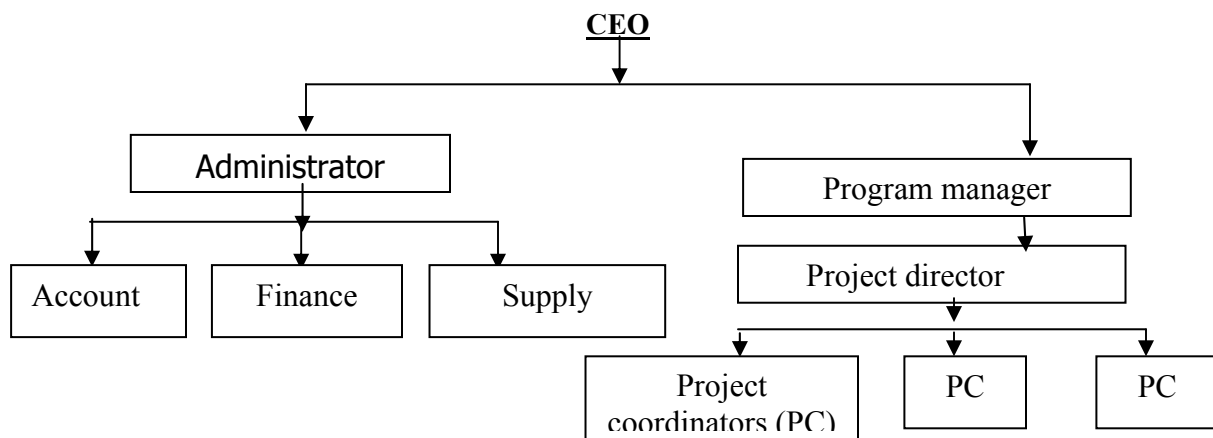 CEO
Administrator
Program manager
Project director
Account
Finance
Supply
Project
coordinators (PC)
PC
PC